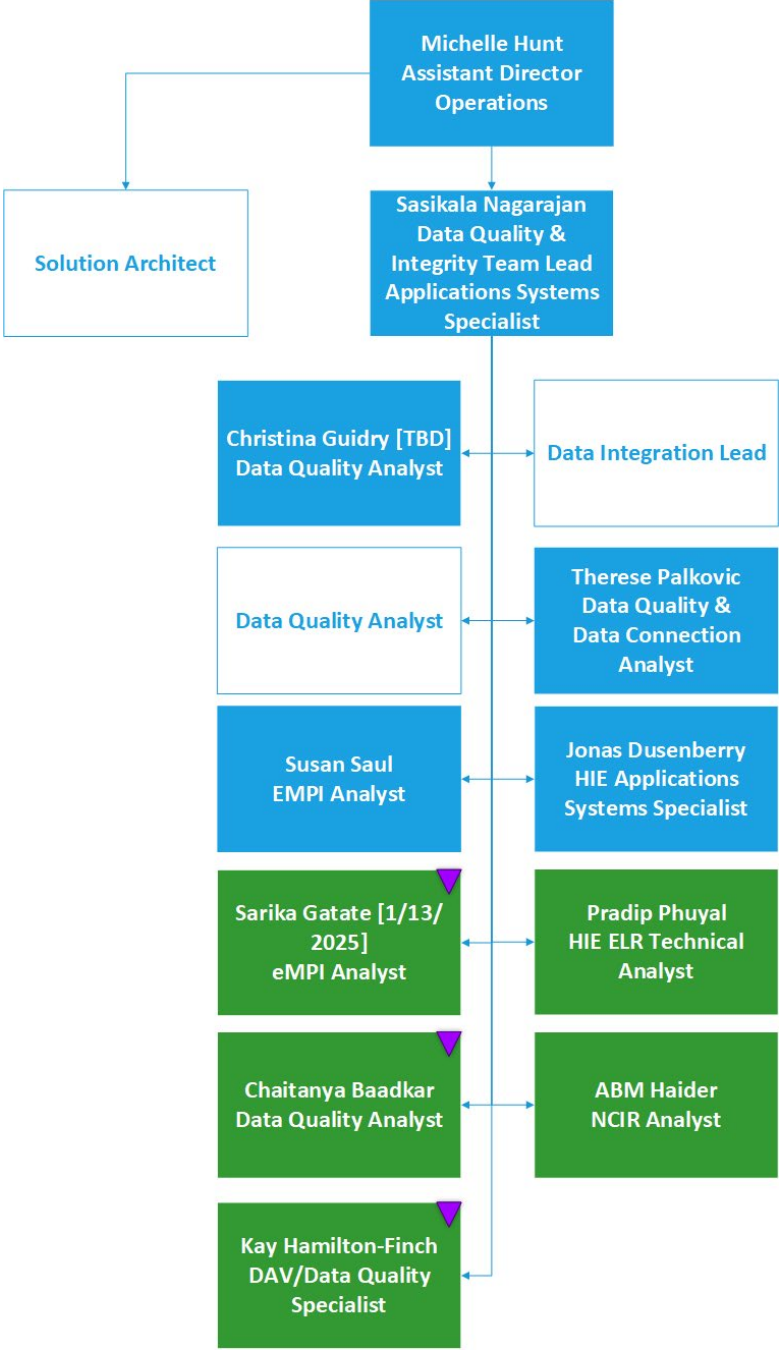 Michelle Hunt
Assistant Director
Operations
Solution Architect
Sasikala Nagarajan
Data Quality &
Integrity Team Lead
Applications Systems
Specialist
Christina Guidry [TBD]
Data Quality Analyst
Data Integration Lead
Data Quality Analyst
Therese Palkovic
Data Quality &
Data Connection
Analyst
Susan Saul
EMPI Analyst
Jonas Dusenberry
HIE Applications
Systems Specialist
Sarika Gatate [1/13/
2025]
eMPI Analyst
Pradip Phuyal
HIE ELR Technical
Analyst
Chaitanya Baadkar
Data Quality Analyst
ABM Haider
NCIR Analyst
Kay Hamilton-Finch
DAV/Data Quality
Specialist